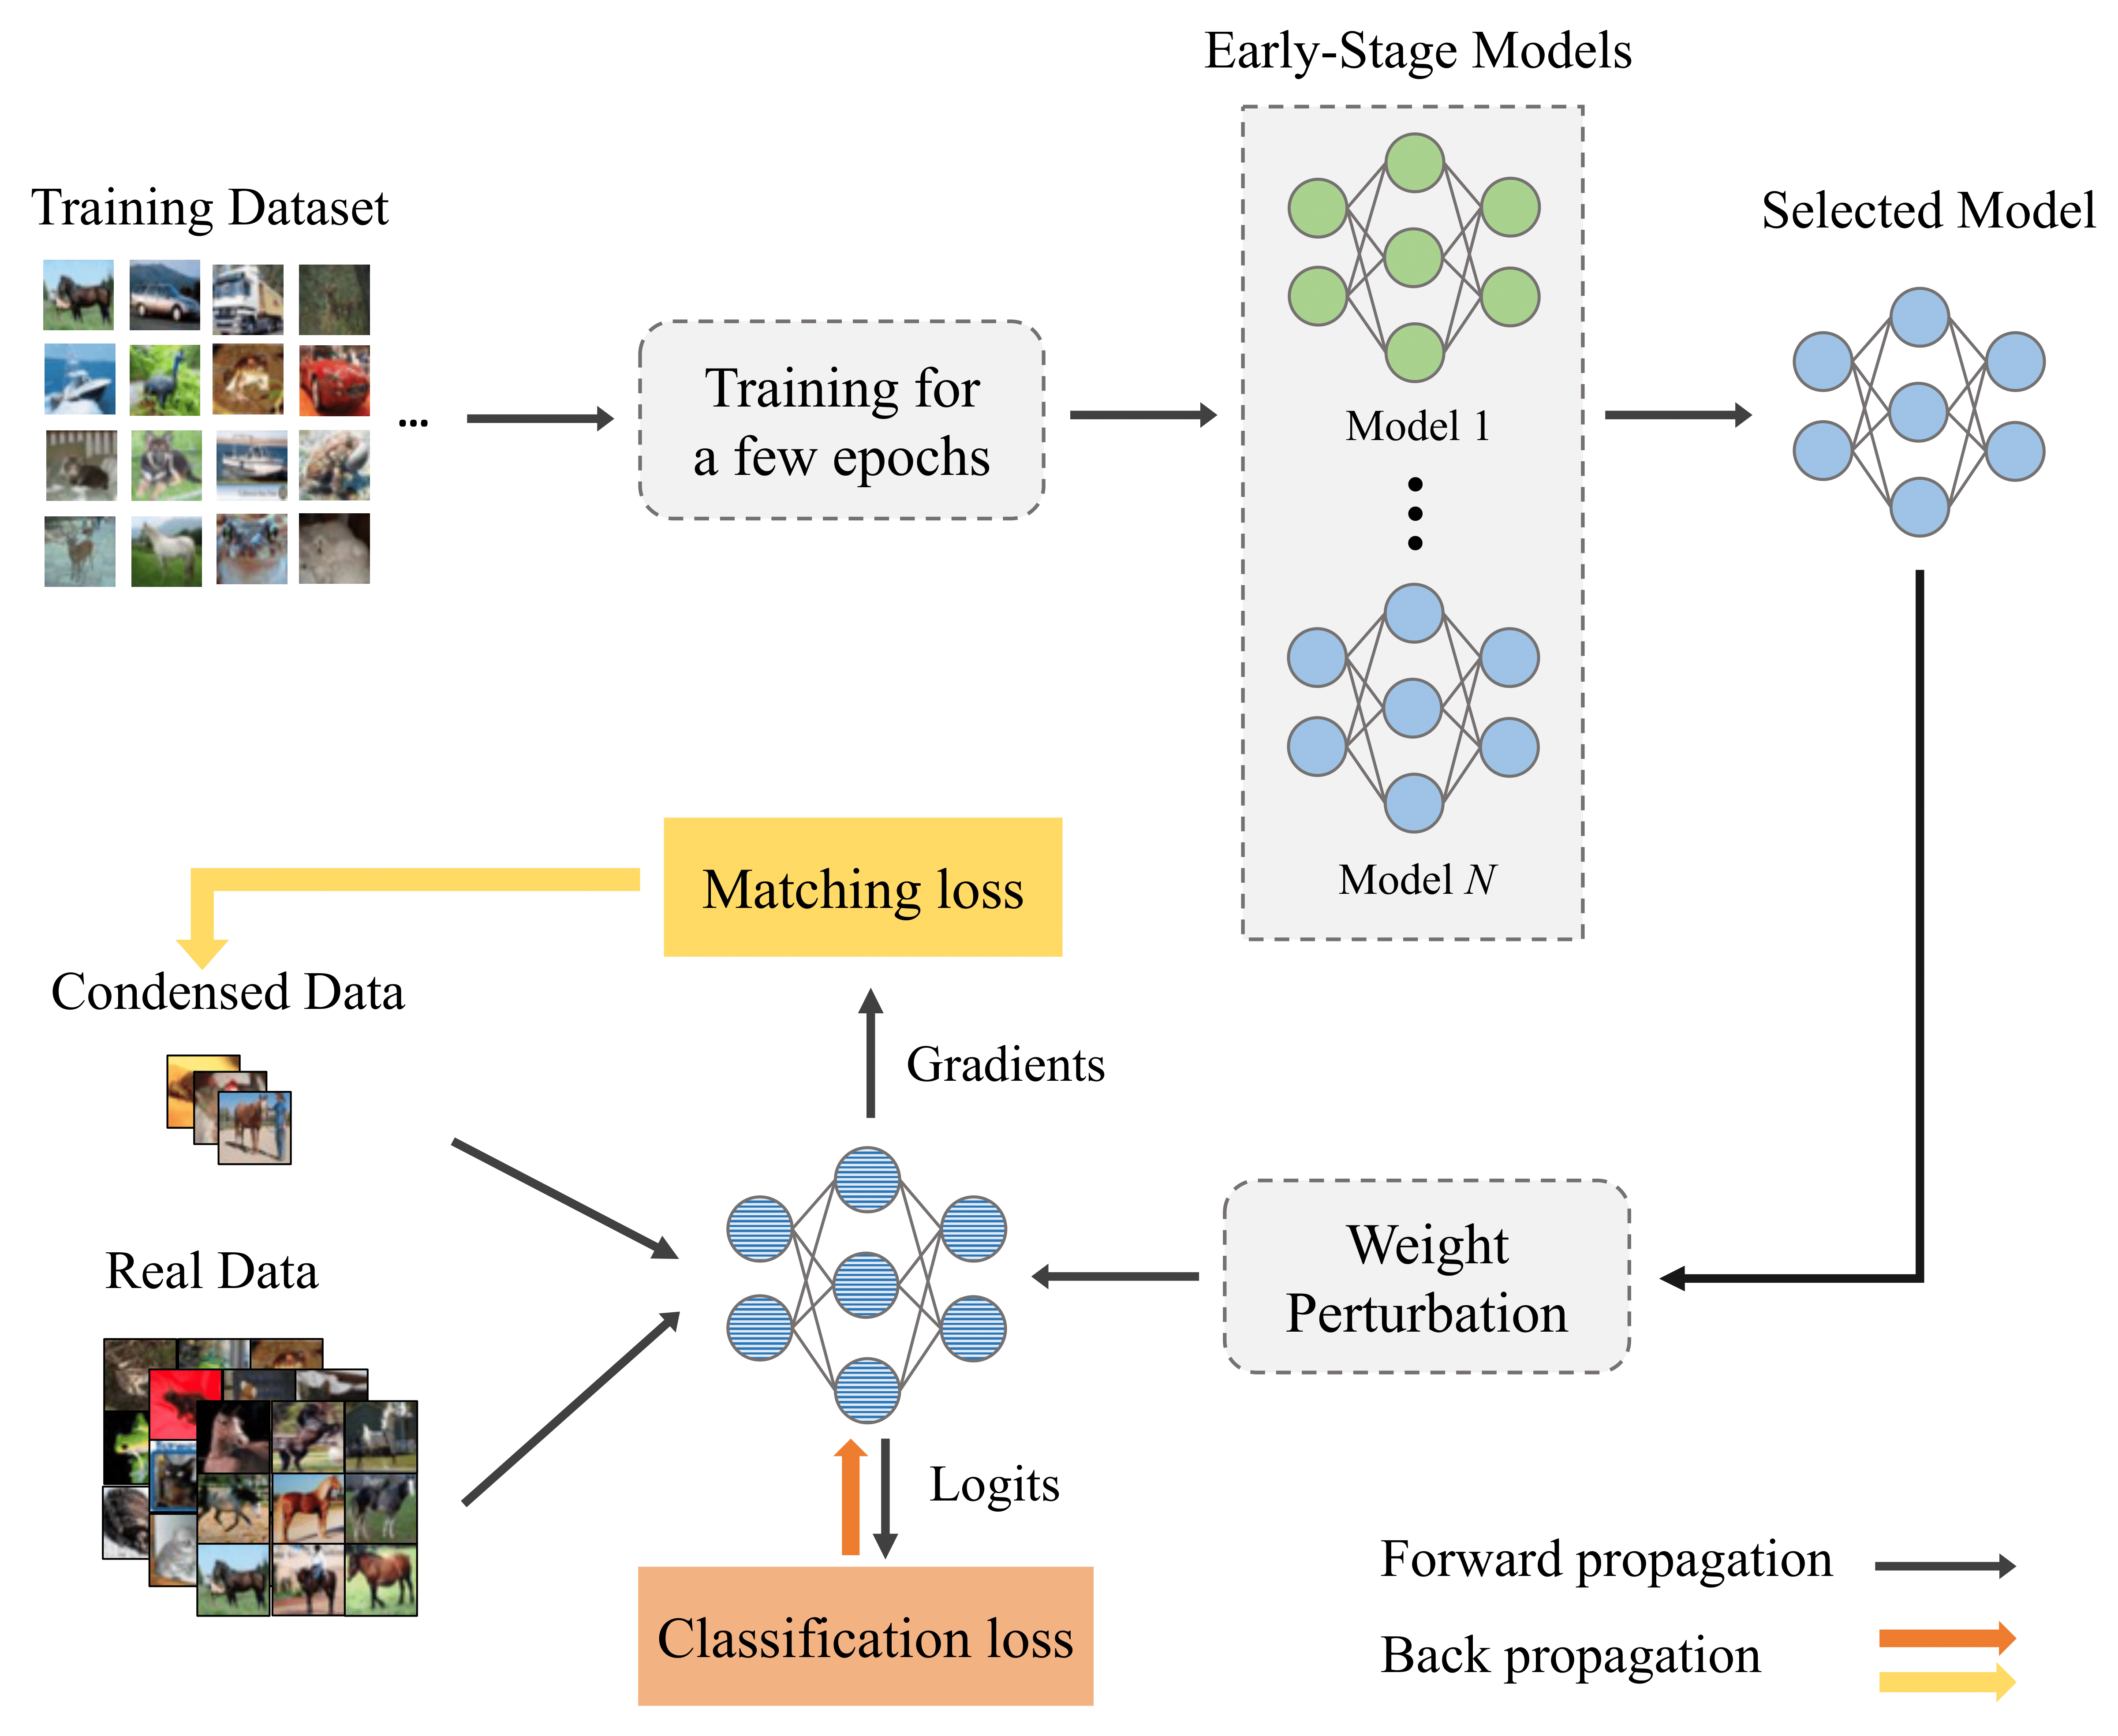 Early-Stage Models
Training Dataset
Selected Model
...
Training for
a few epochs
Model 1
Model N
Matching loss
Condensed Data
Gradients
Real Data
Weight
Perturbation
Logits
Classification loss
Forward propagation
Back propagation